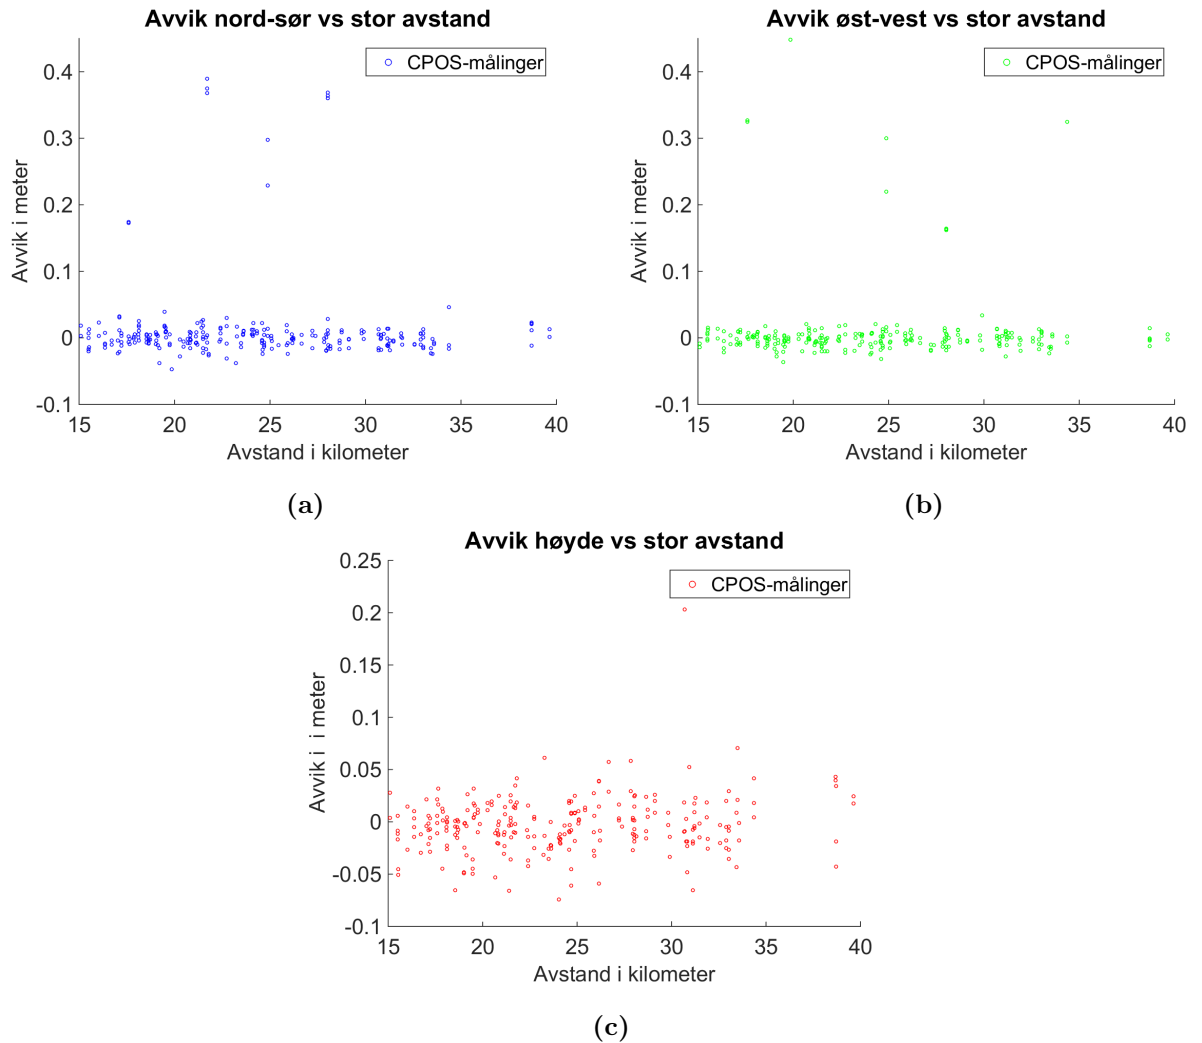 Avvik nord-sør vs stor avstand
CPOS-målinger
0.4
0.3
0.2
0.1
0
-0.1
Avvik i meter
15 20 25 30 35 40
Avstand i kilometer
(a)
Avvik øst-vest vs stor avstand
CPOS-målinger
0.4
0.3
0.2
0.1
0
-0.1
Avvik i meter
15 20 25 30 35 40
Avstand i kilometer
(b)
Avvik høyde vs stor avstand
CPOS-målinger
0.25
0.2
0.15
0.1
0.05
0
-0.05
-0.1
Avvik i i meter
15 20 25 30 35 40
Avstand i kilometer
(c)